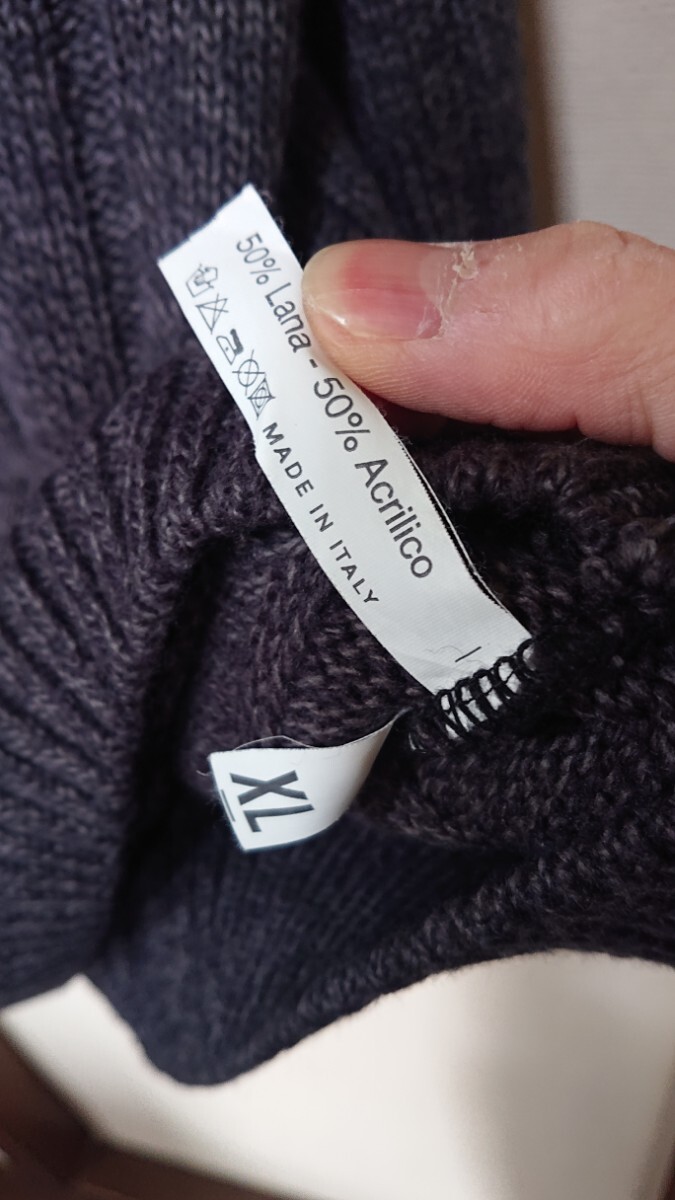 50% Lana - 50% Acrilico
MADE IN ITALY
XL